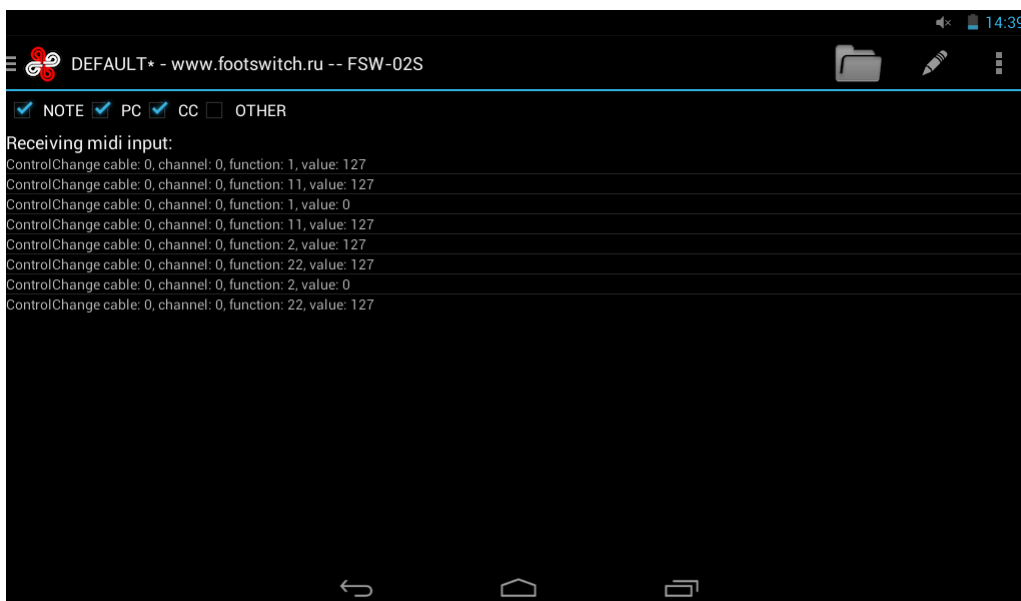 14:39
DEFAULT* - www.footswitch.ru -- FSW-02S
NOTE PC CC OTHER
Receiving midi input:
ControlChange cable: 0, channel: 0, function: 1, value: 127
ControlChange cable: 0, channel: 0, function: 11, value: 127
ControlChange cable: 0, channel: 0, function: 1, value: 0
ControlChange cable: 0, channel: 0, function: 11, value: 127
ControlChange cable: 0, channel: 0, function: 2, value: 127
ControlChange cable: 0, channel: 0, function: 22, value: 127
ControlChange cable: 0, channel: 0, function: 2, value: 0
ControlChange cable: 0, channel: 0, function: 22, value: 127